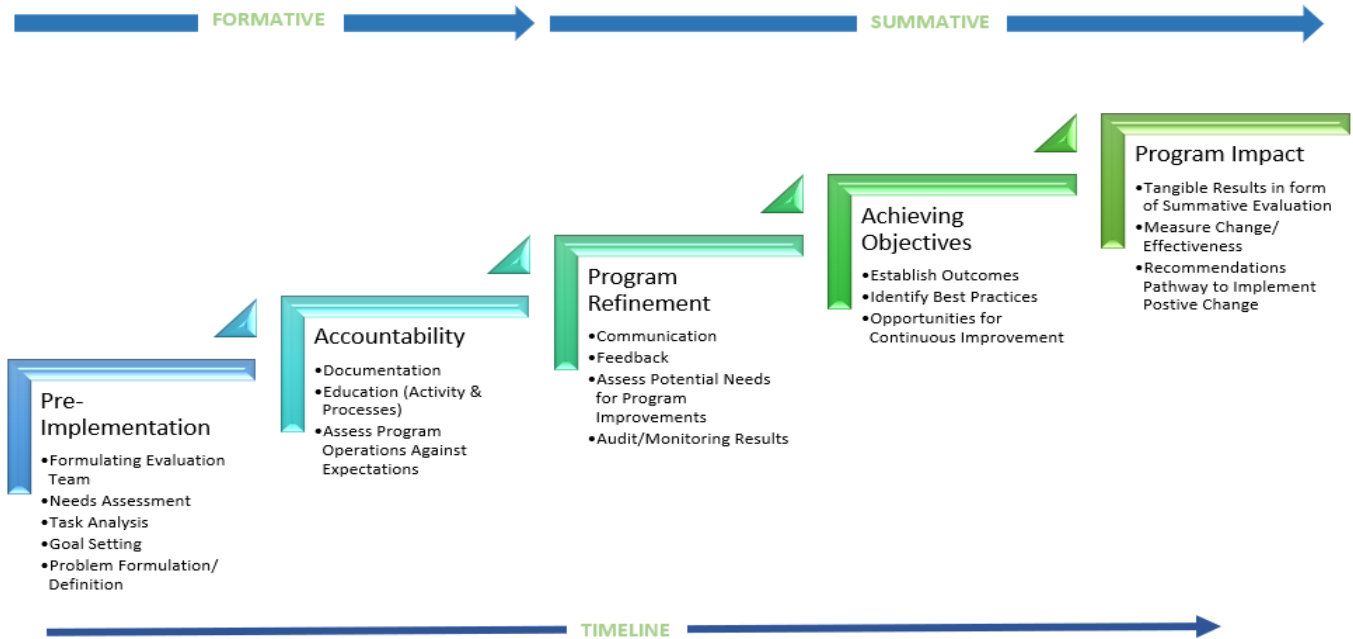 FORMATIVE
SUMMATIVE
Pre-
Implementation
•Formulating Evaluation
Team
•Needs Assessment
•Task Analysis
•Goal Setting
•Problem Formulation/
Definition
Accountability
•Documentation
•Education (Activity &
Processes)
•Assess Program
Operations Against
Expectations
Program
Refinement
•Communication
•Feedback
•Assess Potential Needs
for Program
Improvements
•Audit/Monitoring Results
Achieving
Objectives
•Establish Outcomes
•Identify Best Practices
•Opportunities for
Continuous Improvement
Program Impact
•Tangible Results in form
of Summative Evaluation
•Measure Change/
Effectiveness
•Recommendations
Pathway to Implement
Postive Change
TIMELINE